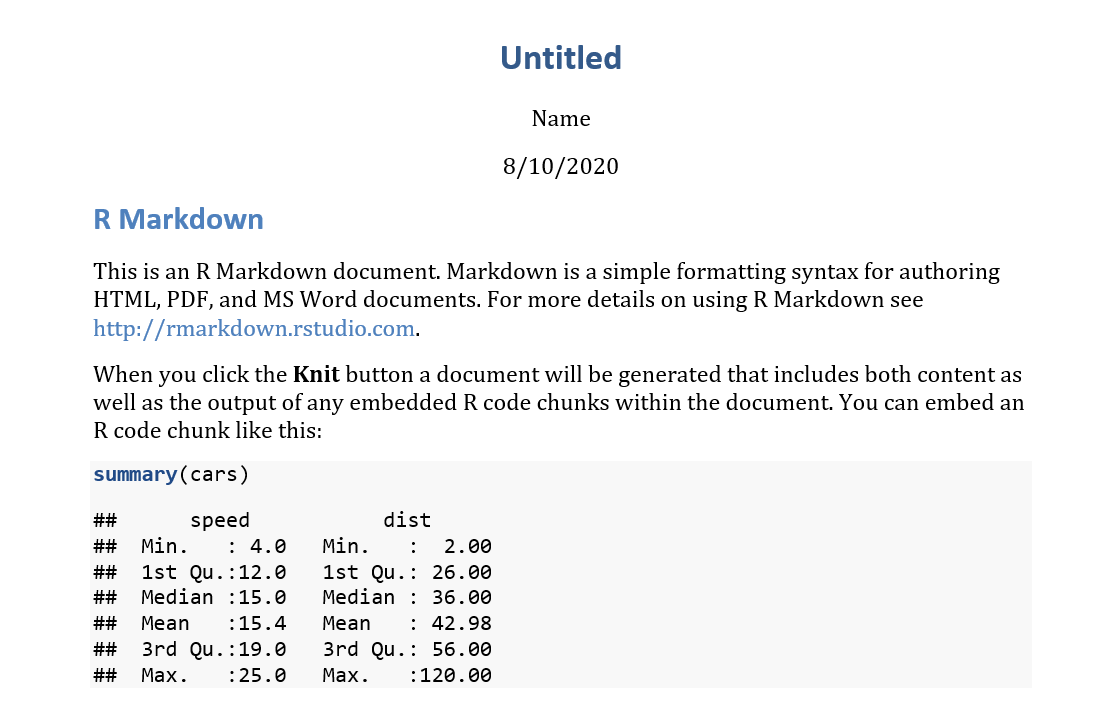 Untitled
Name
8/10/2020
R Markdown
This is an R Markdown document. Markdown is a simple formatting syntax for authoring
HTML, PDF, and MS Word documents. For more details on using R Markdown see
http://rmarkdown.rstudio.com.
When you click the Knit button a document will be generated that includes both content as
well as the output of any embedded R code chunks within the document. You can embed an
R code chunk like this:
summary(cars)
##      speed           dist
##  Min.   : 4.0   Min.   :  2.00
##  1st Qu.:12.0   1st Qu.: 26.00
##  Median :15.0   Median : 36.00
##  Mean   :15.4   Mean   : 42.98
##  3rd Qu.:19.0   3rd Qu.: 56.00
##  Max.   :25.0   Max.   :120.00